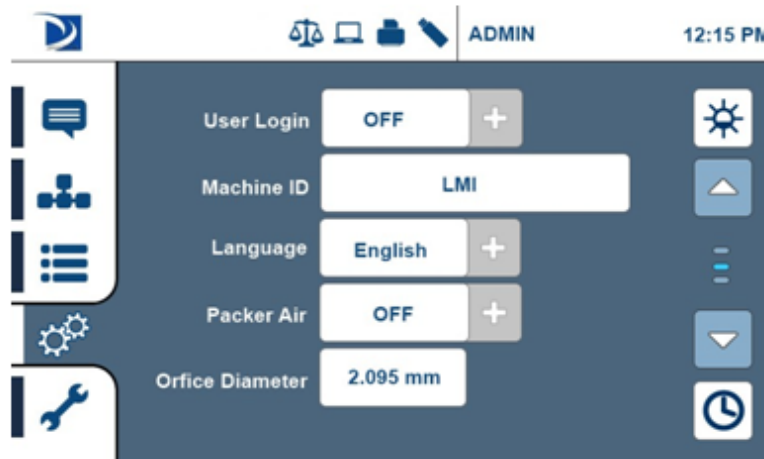 ADMIN 12:15 PM
User Login OFF +
Machine ID LMI
Language English +
Packer Air OFF +
Orfice Diameter 2.095 mm